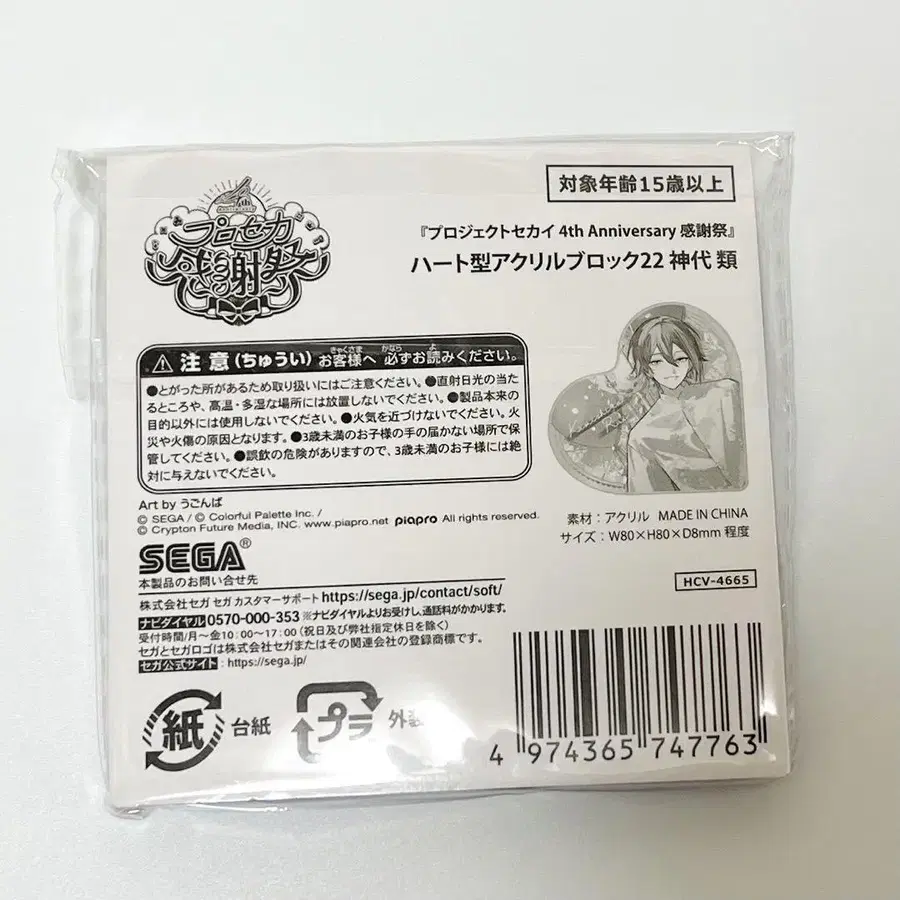 4th
ANNIVERSARY
プロセカ
感謝祭
対象年齢15歳以上
『プロジェクトセカイ 4th Anniversary 感謝祭』
ハート型アクリルブロック22 神代 類
注意(ちゅうい) お客様へ 必ずお読みください。
きゃくさま かなら よ
●とがった所があるため取り扱いにはご注意ください。●直射日光の当た
るところや、高温・多湿な場所には放置しないでください。●製品本来の
目的以外には使用しないでください。●火気を近づけないでください。火
災や火傷の原因となります。●3歳未満のお子様の手の届かない場所で保
管してください。●誤飲の危険がありますので、3歳未満のお子様には絶
対に与えないでください。
Art by うごんば
© SEGA / © Colorful Palette Inc. /
© Crypton Future Media, INC. www.piapro.net piapro All rights reserved.
素材：アクリル MADE IN CHINA
サイズ：W80×H80×D8mm 程度
SEGA®
本製品のお問い合せ先
株式会社セガ セガ カスタマーサポート https://sega.jp/contact/soft/
ナビダイヤル 0570-000-353 ※ナビダイヤルよりお受けし、通話料がかかります。
受付時間/月～金10:00～17:00 (祝日及び弊社指定休日を除く)
セガとセガロゴは株式会社セガまたはその関連会社の登録商標です。
セガ公式サイト：https://sega.jp/
HCV-4665
紙 台紙
プラ 外装
4 974365 747763